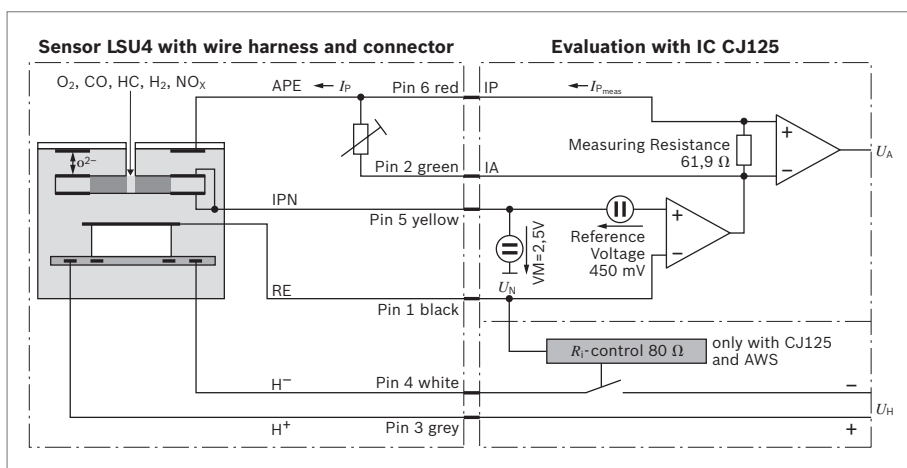 Sensor LSU4 with wire harness and connector
Evaluation with IC CJ125
O₂, CO, HC, H₂, NOₓ
APE
← Iₚ
Pin 6 red
IP
← Iₚₘₑₐₛ
Measuring Resistance
61,9 Ω
+
−
U_A
O²⁻
Pin 2 green
IA
IPN
Pin 5 yellow
+
−
Reference
Voltage
450 mV
VM=2,5V
U_N
RE
Pin 1 black
Rᵢ-control 80 Ω
only with CJ125
and AWS
H⁻
Pin 4 white
−
U_H
H⁺
Pin 3 grey
+